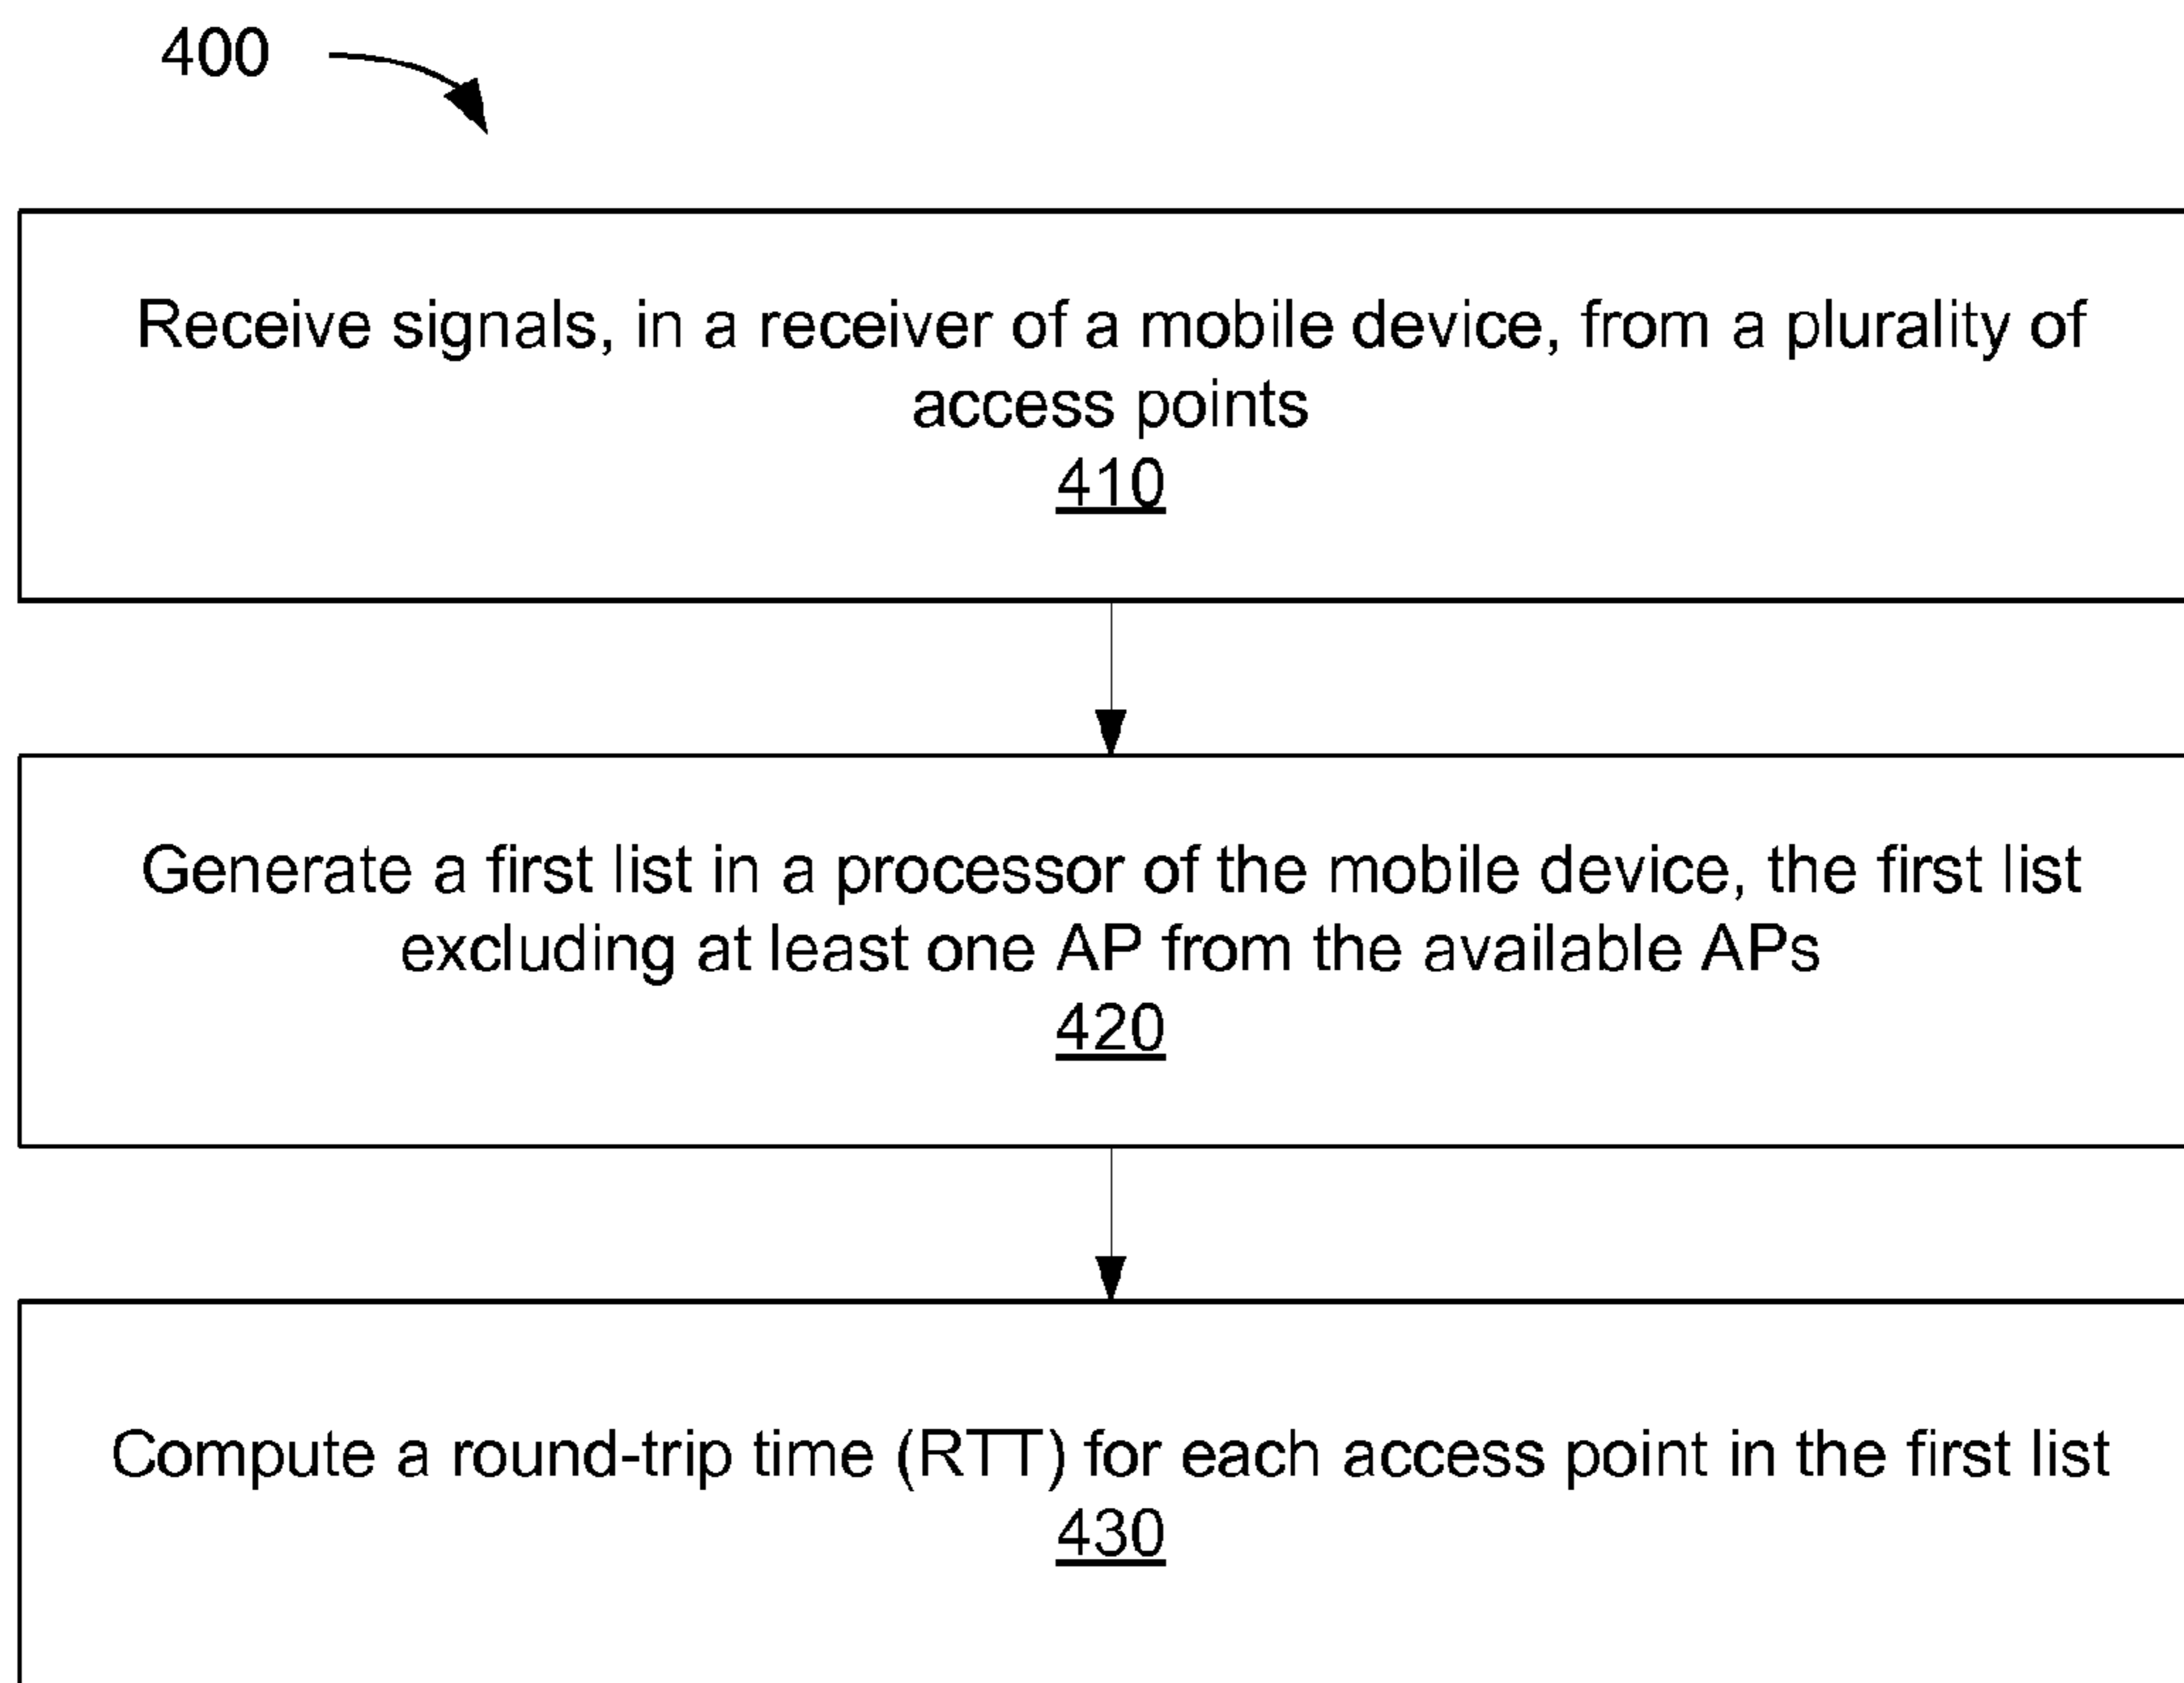 400
Receive signals, in a receiver of a mobile device, from a plurality of
access points
410
Generate a first list in a processor of the mobile device, the first list
excluding at least one AP from the available APs
420
Compute a round-trip time (RTT) for each access point in the first list
430